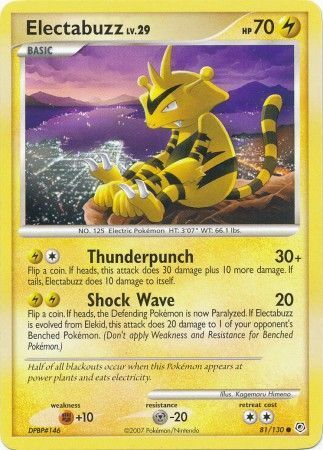 Electabuzz LV.29 HP 70
BASIC
NO. 125 Electric Pokémon HT: 3'07" WT: 66.1 lbs.
Thunderpunch 30+
Flip a coin. If heads, this attack does 30 damage plus 10 more damage. If
tails, Electabuzz does 10 damage to itself.
Shock Wave 20
Flip a coin. If heads, the Defending Pokémon is now Paralyzed. If Electabuzz
is evolved from Elekid, this attack does 20 damage to 1 of your opponent's
Benched Pokémon. (Don't apply Weakness and Resistance for Benched
Pokémon.)
Half of all blackouts occur when this Pokémon appears at
power plants and eats electricity.
Illus. Kagemaru Himeno
weakness resistance retreat cost
+10 -20
DPBP#146 ©2007 Pokémon/Nintendo 81/130